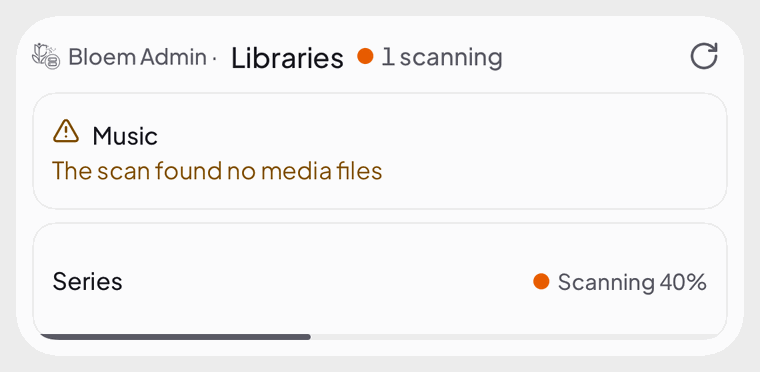 Bloem Admin · Libraries 1 scanning
Music
The scan found no media files
Series
Scanning 40%